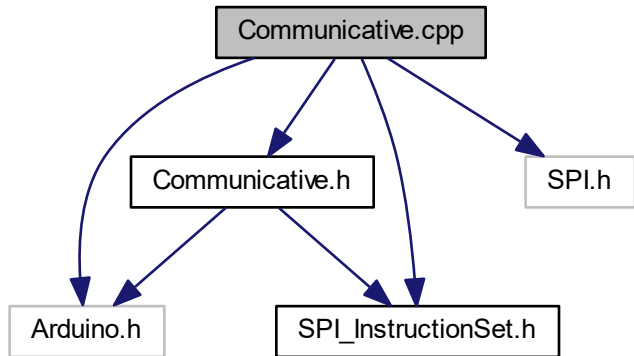 Communicative.cpp
Communicative.h
SPI.h
Arduino.h
SPI_InstructionSet.h